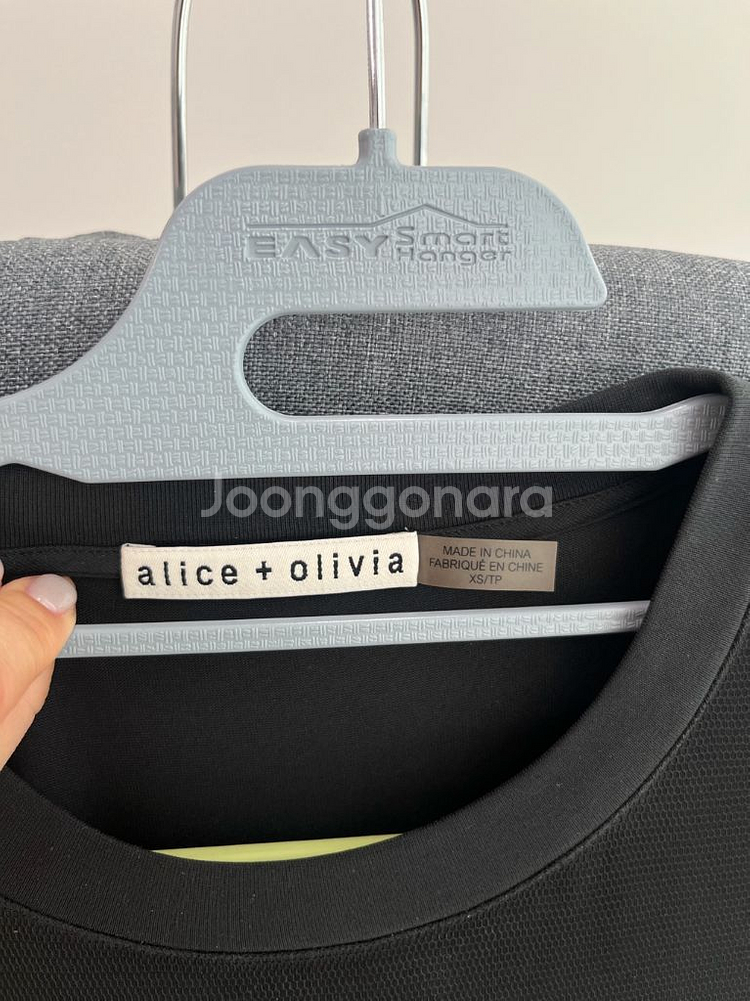 EASY Smart Hanger
Joonggonara
alice + olivia
MADE IN CHINA
FABRIQUÉ EN CHINE
XS/TP